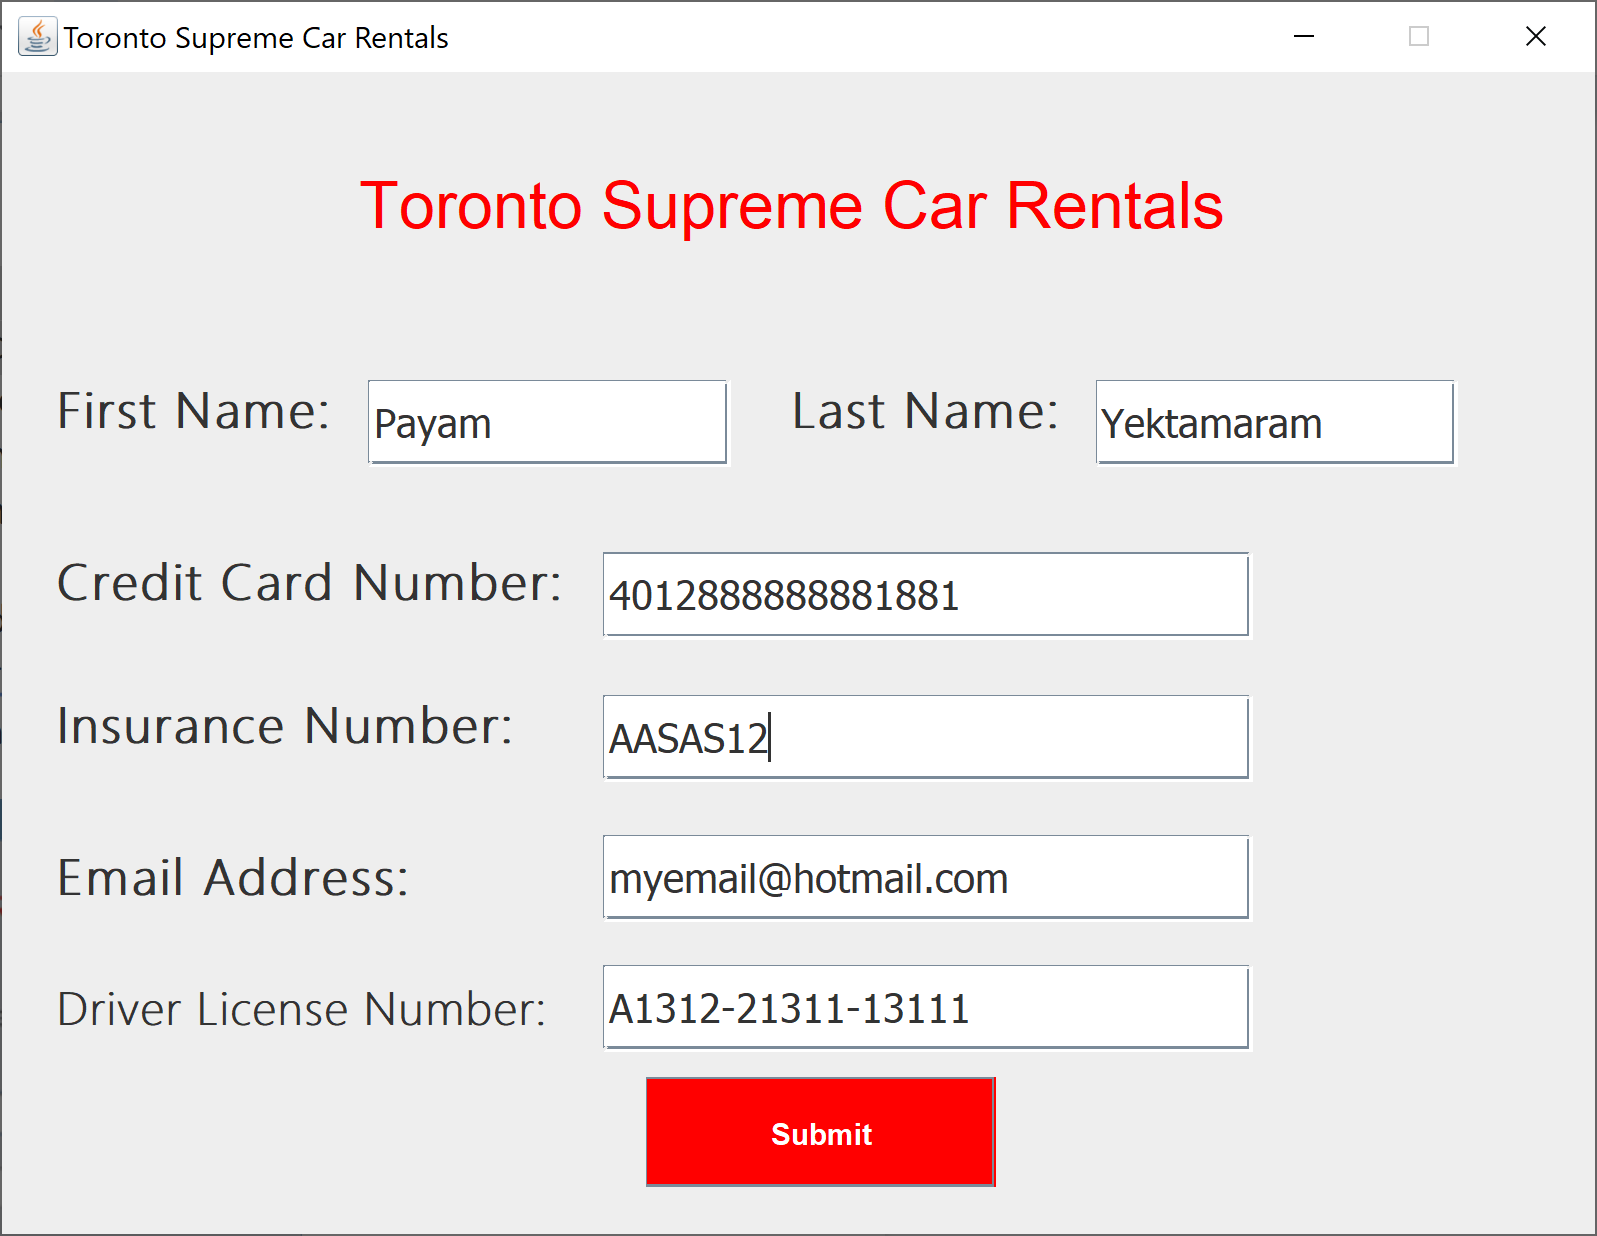 Toronto Supreme Car Rentals
Toronto Supreme Car Rentals
First Name: Payam Last Name: Yektamaram
Credit Card Number: 4012888888881881
Insurance Number: AASAS12
Email Address: myemail@hotmail.com
Driver License Number: A1312-21311-13111
Submit